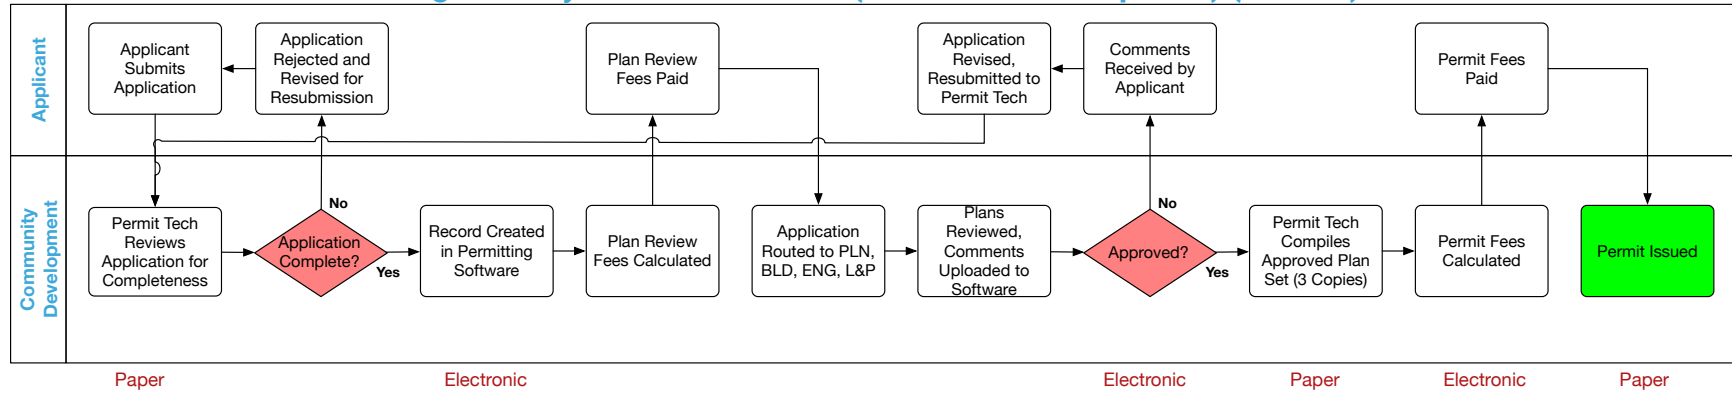 Applicant
Applicant
Submits
Application
Application
Rejected and
Revised for
Resubmission
Plan Review
Fees Paid
Application
Revised,
Resubmitted to
Permit Tech
Comments
Received by
Applicant
Permit Fees
Paid
Community
Development
Permit Tech
Reviews
Application for
Completeness
No
Application
Complete?
Yes
Record Created
in Permitting
Software
Plan Review
Fees Calculated
Application
Routed to PLN,
BLD, ENG, L&P
Plans
Reviewed,
Comments
Uploaded to
Software
No
Approved?
Yes
Permit Tech
Compiles
Approved Plan
Set (3 Copies)
Permit Fees
Calculated
Permit Issued
Paper
Electronic
Electronic
Paper
Electronic
Paper